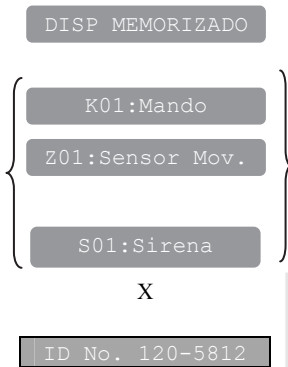 DISP MEMORIZADO
K01:Mando
Z01:Sensor Mov.
S01:Sirena
X
ID No. 120-5812